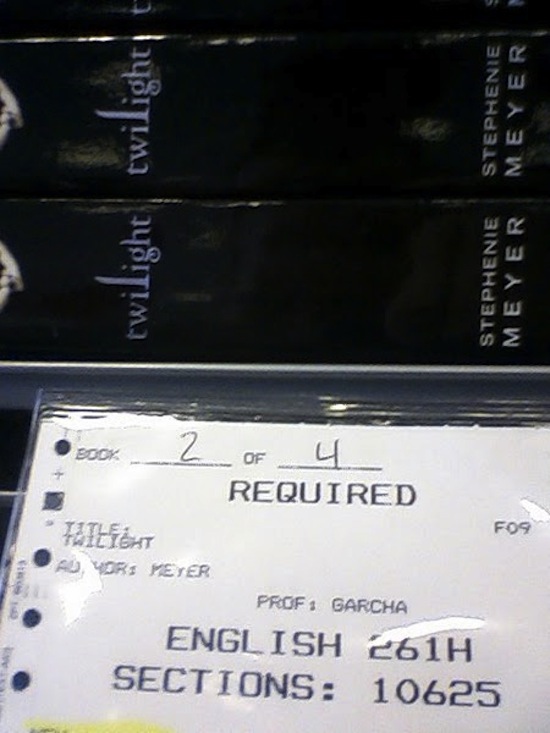 twilight
STEPHENIE
MEYER
twilight
STEPHENIE
MEYER
BOOK 2 OF 4
REQUIRED
F09
TITLE:
TWILIGHT
AUTHOR: MEYER
PROF: GARCHA
ENGLISH 261H
SECTIONS: 10625